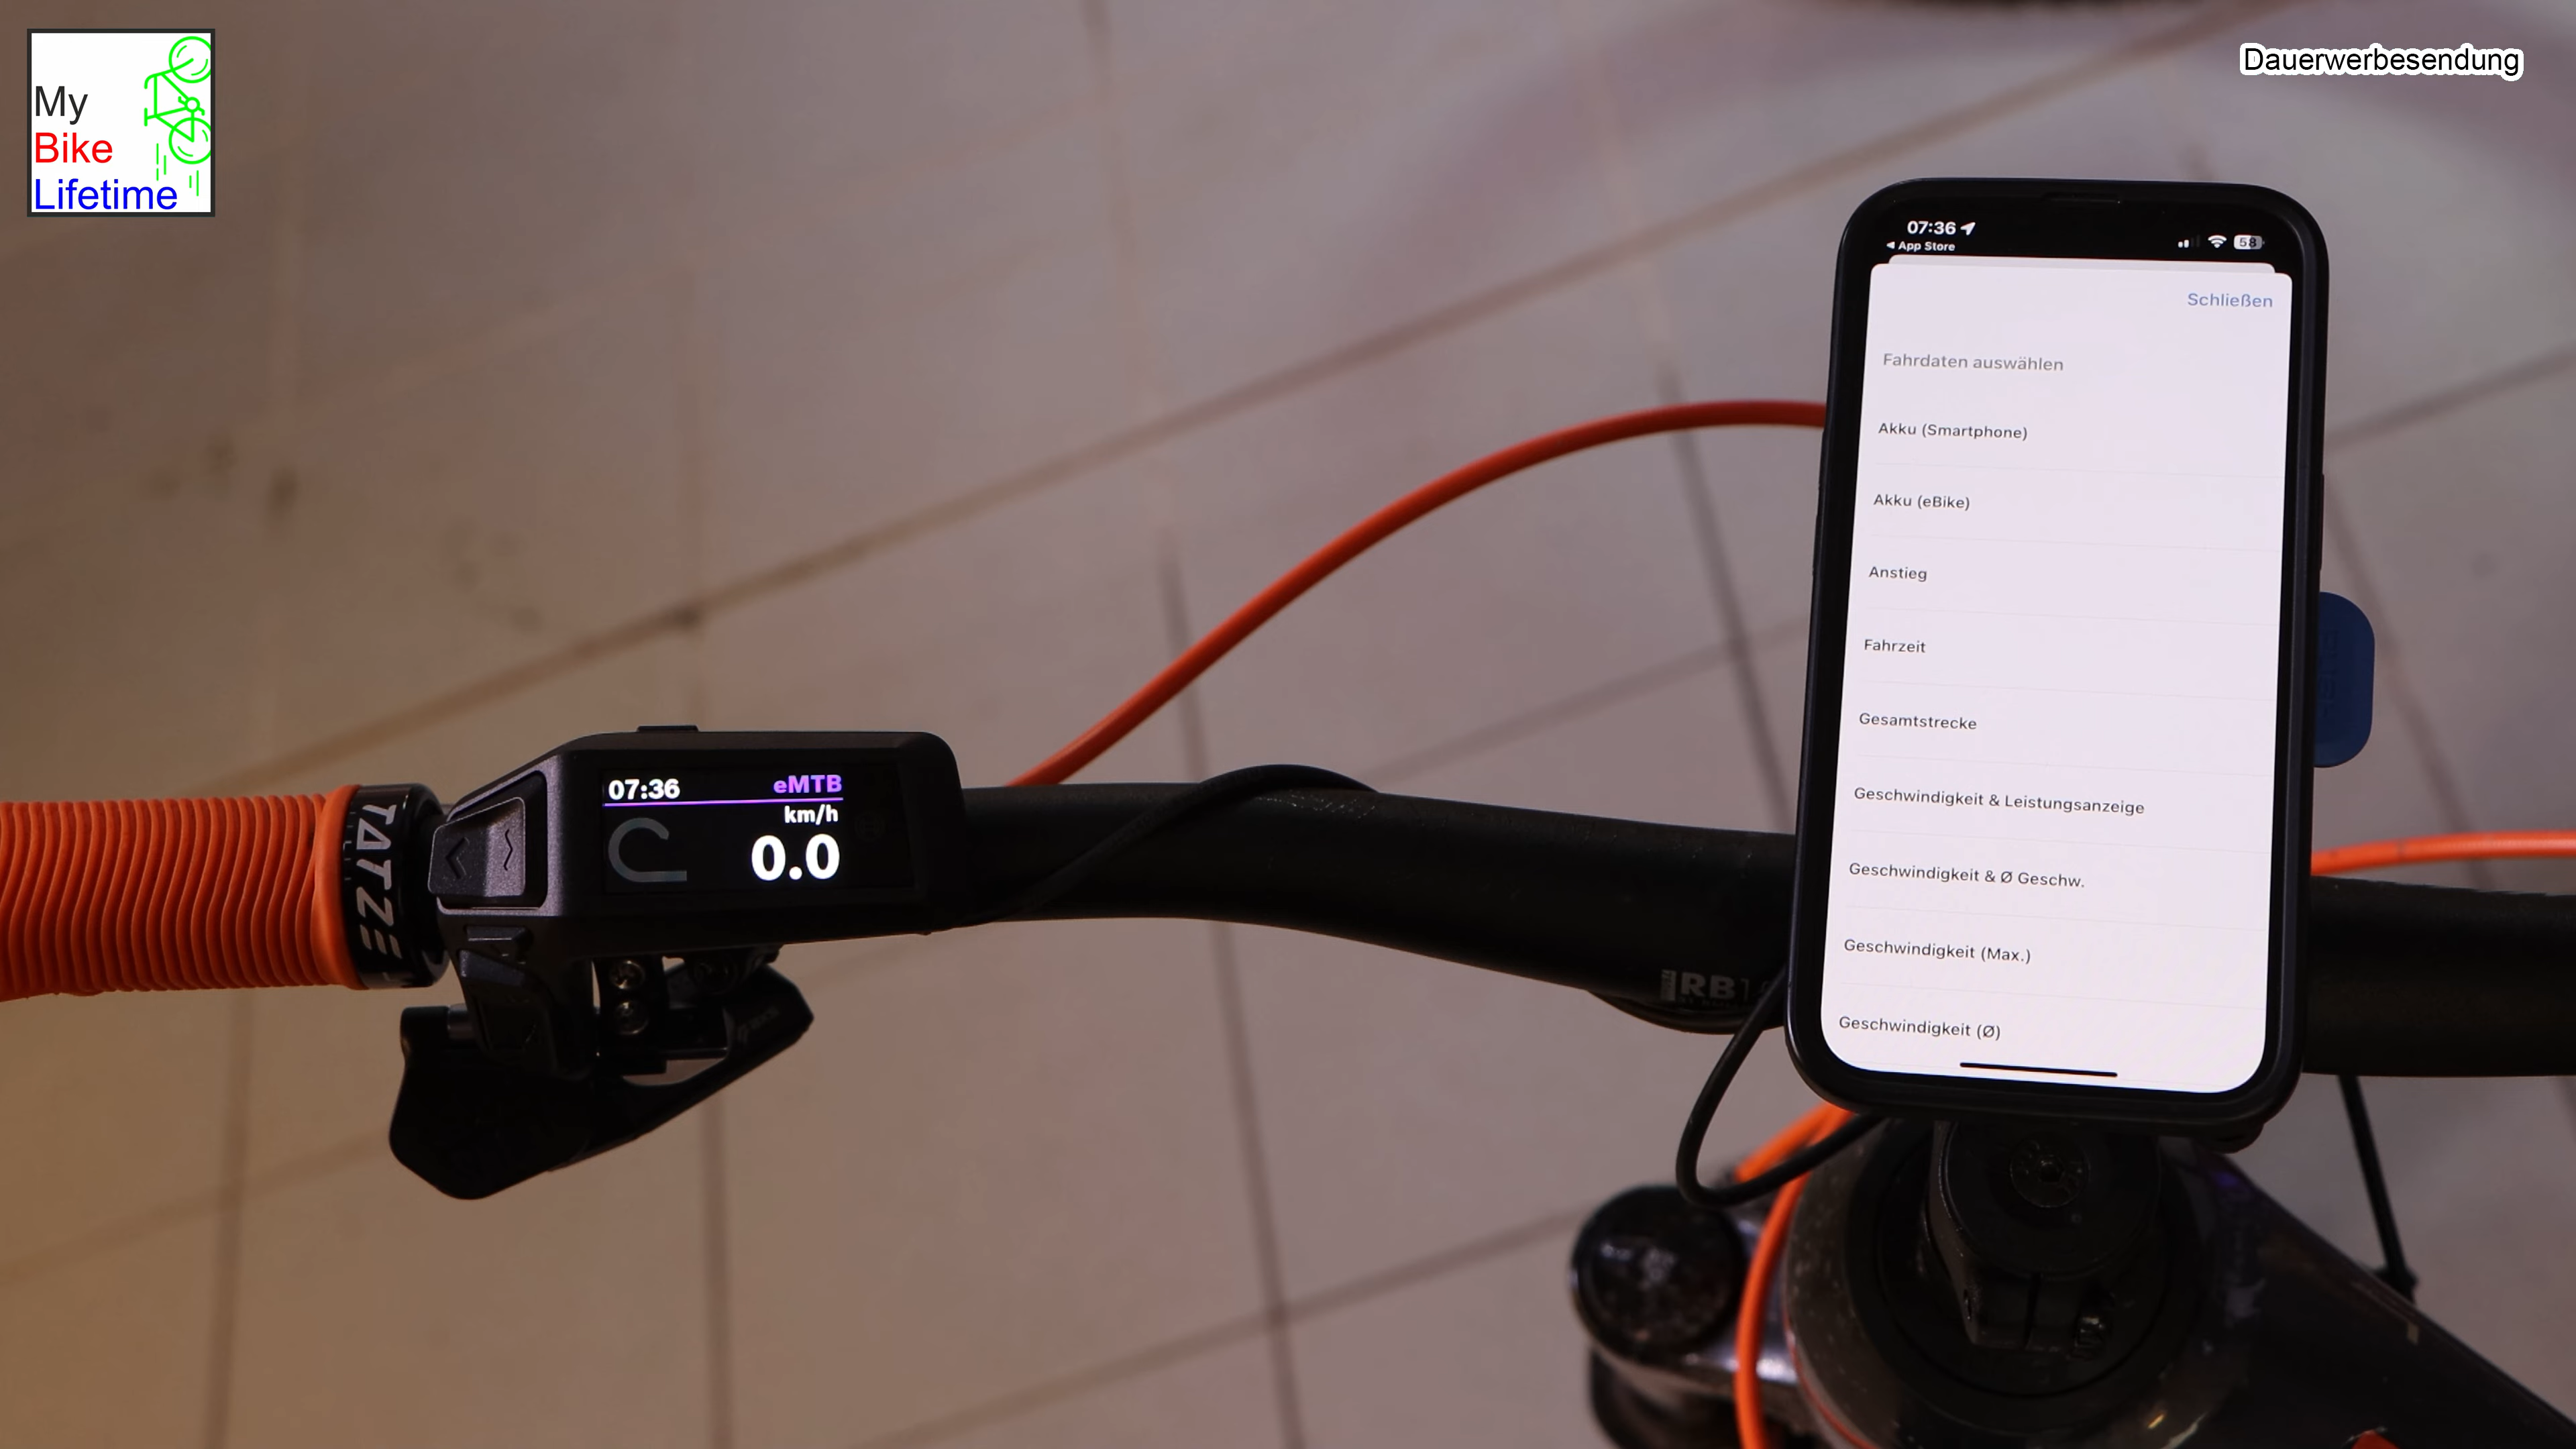 My
Bike
Lifetime
Dauerwerbesendung
07:36
App Store
58
Schließen
Fahrdaten auswählen
Akku (Smartphone)
Akku (eBike)
Anstieg
Fahrzeit
Gesamtstrecke
Geschwindigkeit & Leistungsanzeige
Geschwindigkeit & Ø Geschw.
Geschwindigkeit (Max.)
Geschwindigkeit (Ø)
07:36 eMTB
km/h
0.0
TATZE